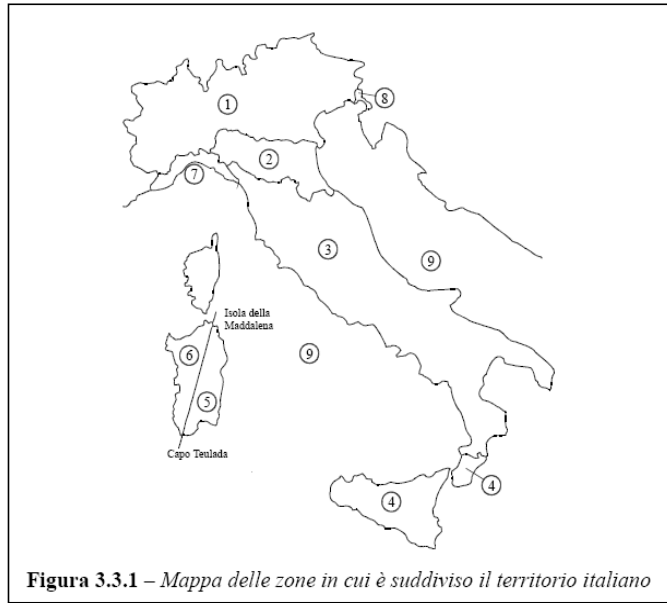 8
1
2
7
3
9
Isola della
Maddalena
6
9
5
Capo Teulada
4
4
Figura 3.3.1 – Mappa delle zone in cui è suddiviso il territorio italiano